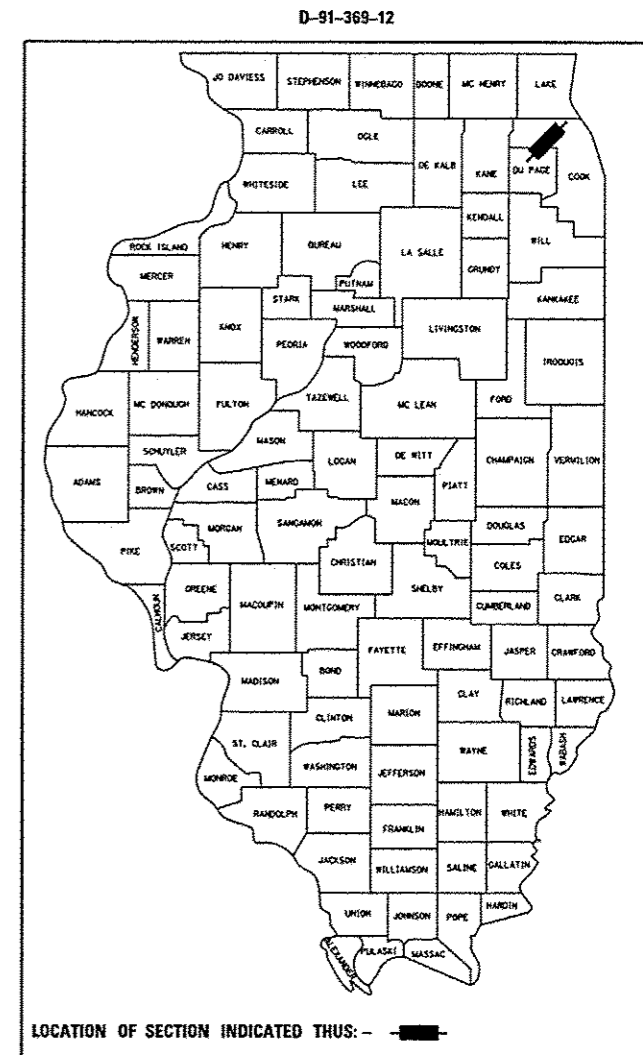 D-91-369-12
JO DAVIESS STEPHENSON WINNEBAGO BOONE MC HENRY LAKE
CARROLL OGLE
DE KALB KANE DU PAGE COOK
WHITESIDE LEE
KENDALL
ROCK ISLAND HENRY BUREAU LA SALLE WILL
MERCER PUTNAM GRUNDY
STARK KANKAKEE
HENDERSON WARREN KNOX MARSHALL LIVINGSTON
PEORIA WOODFORD IROQUOIS
HANCOCK MC DONOUGH FULTON TAZEWELL MC LEAN FORD
MASON
SCHUYLER LOGAN DE WITT CHAMPAIGN VERMILION
ADAMS BROWN CASS MENARD PIATT
MACON
MORGAN SANGAMON DOUGLAS
PIKE SCOTT MOULTRIE EDGAR
CHRISTIAN COLES
CALHOUN GREENE SHELBY
MACOUPIN MONTGOMERY CUMBERLAND CLARK
JERSEY
FAYETTE EFFINGHAM JASPER CRAWFORD
MADISON BOND
CLAY RICHLAND LAWRENCE
CLINTON MARION
ST. CLAIR WAYNE EDWARDS WABASH
MONROE WASHINGTON JEFFERSON
RANDOLPH PERRY HAMILTON WHITE
FRANKLIN
JACKSON WILLIAMSON SALINE GALLATIN
UNION JOHNSON POPE HARDIN
ALEXANDER PULASKI MASSAC
LOCATION OF SECTION INDICATED THUS: -